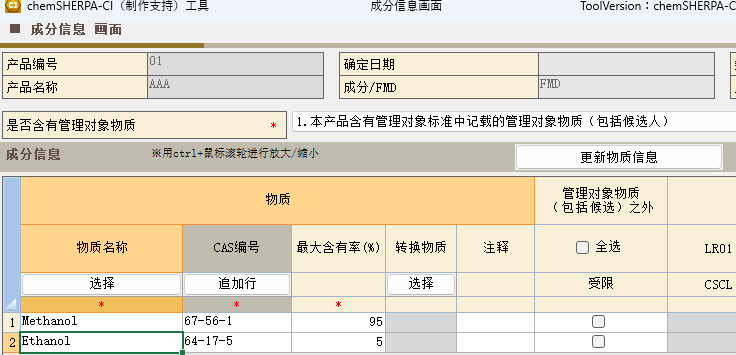 CI chemSHERPA-CI（制作支持）工具 成分信息画面 ToolVersion：chemSHERPA-C
■ 成分信息 画面
产品编号 01 确定日期
产品名称 AAA 成分/FMD FMD
是否含有管理对象物质 * 1.本产品含有管理对象标准中记载的管理对象物质（包括候选人）
成分信息 ※用ctrl+鼠标滚轮进行放大/缩小 更新物质信息
物质 管理对象物质
（包括候选）之外
物质名称 CAS编号 最大含有率(%) 转换物质 注释 全选 LR01
选择 追加行 选择 受限 CSCL
* * *
1 Methanol 67-56-1 95
2 Ethanol 64-17-5 5